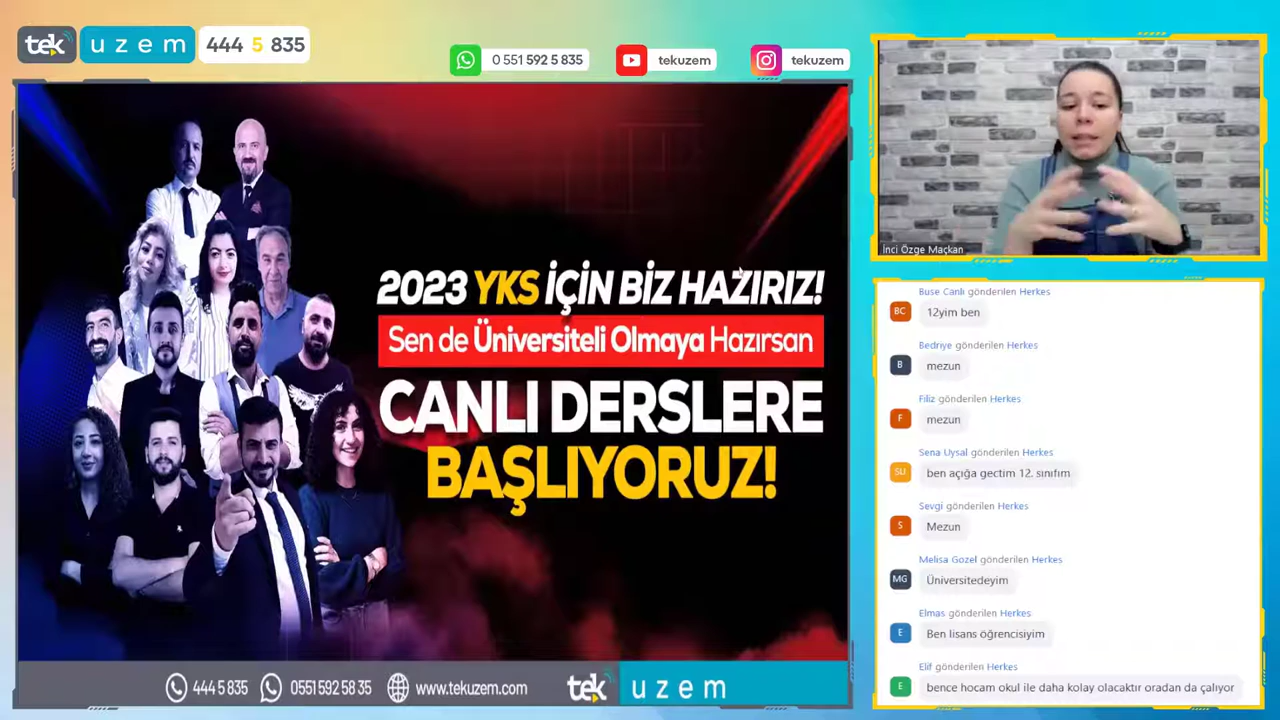 tek uzem 444 5 835
0 551 592 5 835
tekuzem
tekuzem
2023 YKS İÇİN BİZ HAZIRIZ!
Sen de Üniversiteli Olmaya Hazırsan
CANLI DERSLERE
BAŞLIYORUZ!
444 5 835
0551 592 58 35
www.tekuzem.com
tek uzem
İnci Özge Maçkan
Buse Canlı gönderilen Herkes
BC
12yim ben
Bedriye gönderilen Herkes
B
mezun
Filiz gönderilen Herkes
F
mezun
Sena Uysal gönderilen Herkes
SU
ben açığa gectim 12. sınıfım
Sevgi gönderilen Herkes
S
Mezun
Melisa Gozel gönderilen Herkes
MG
Üniversitedeyim
Elmas gönderilen Herkes
E
Ben lisans öğrencisiyim
Elif gönderilen Herkes
E
bence hocam okul ile daha kolay olacaktır oradan da çalıyor